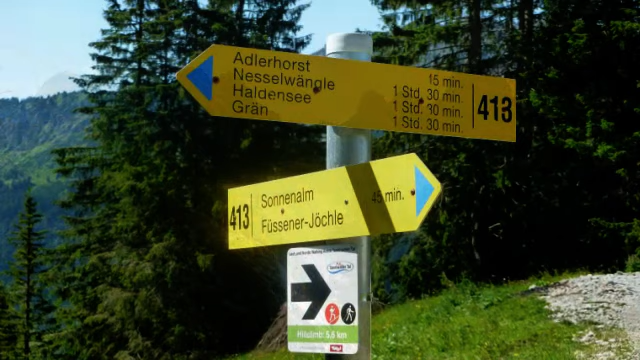 Adlerhorst 15 min.
Nesselwängle 1 Std. 30 min.
Haldensee 1 Std. 30 min.
Grän 1 Std. 30 min.
413
413
Sonnenalm
Füssener-Jöchle 45 min.
5,5 km